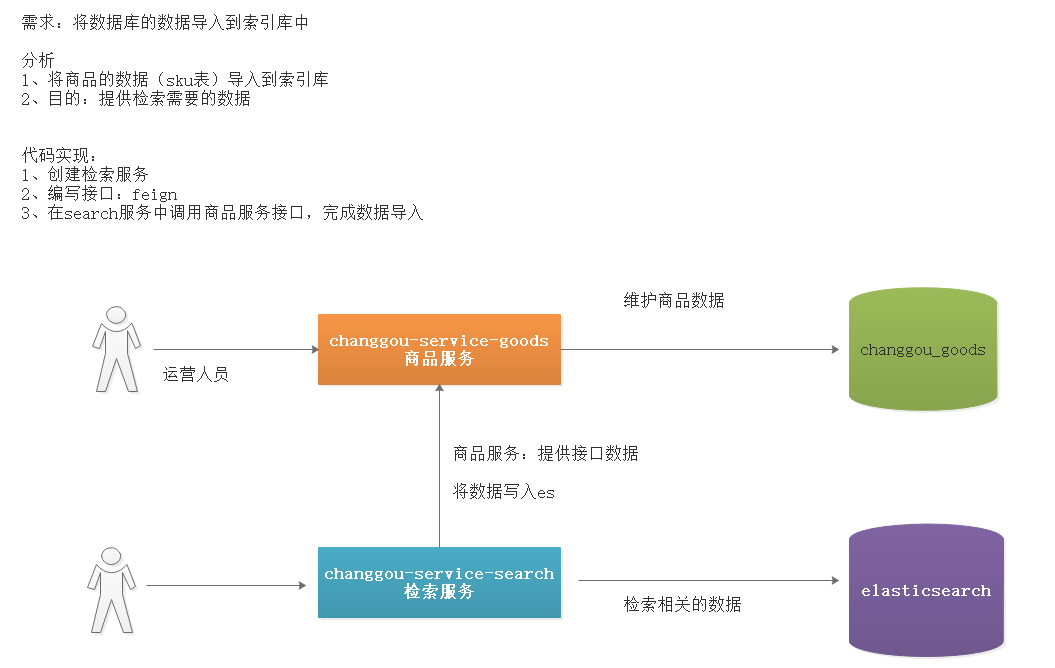 需求：将数据库的数据导入到索引库中
分析
1、将商品的数据（sku表）导入到索引库
2、目的：提供检索需要的数据
代码实现：
1、创建检索服务
2、编写接口：feign
3、在search服务中调用商品服务接口，完成数据导入
维护商品数据
changgou-service-goods
商品服务
changgou_goods
运营人员
商品服务：提供接口数据
将数据写入es
changgou-service-search
检索服务
elasticsearch
检索相关的数据